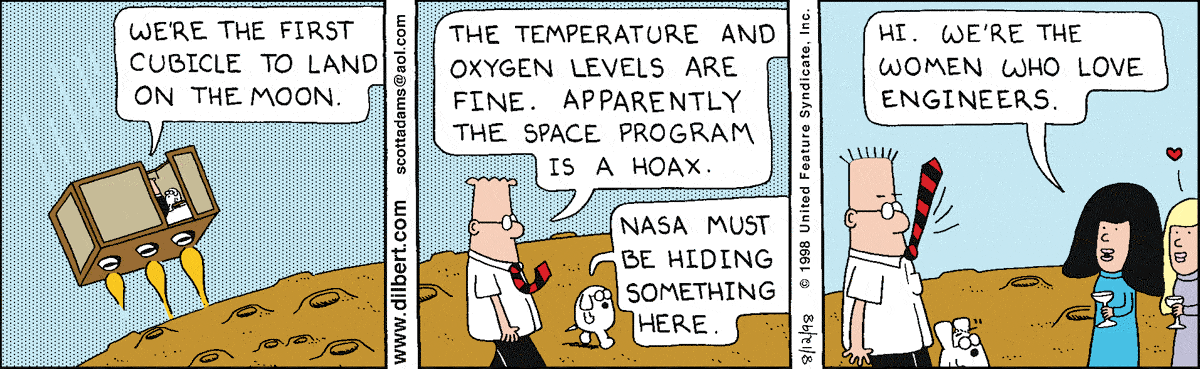 WE'RE THE FIRST
CUBICLE TO LAND
ON THE MOON.
www.dilbert.com scottadams@aol.com
THE TEMPERATURE AND
OXYGEN LEVELS ARE
FINE. APPARENTLY
THE SPACE PROGRAM
IS A HOAX.
NASA MUST
BE HIDING
SOMETHING
HERE.
8/12/98 © 1998 United Feature Syndicate, Inc.
HI. WE'RE THE
WOMEN WHO LOVE
ENGINEERS.